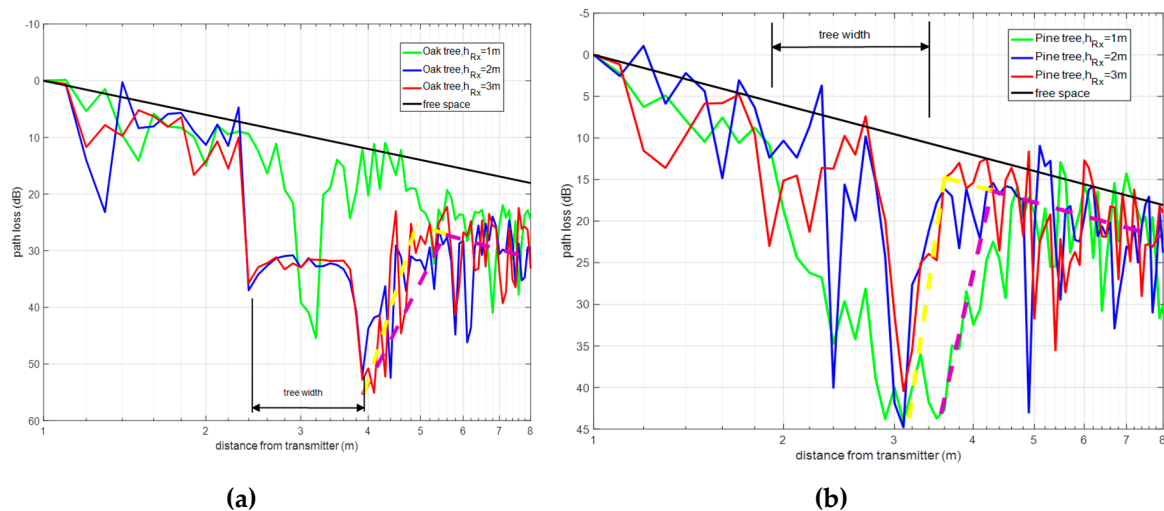 -10
0
10
20
30
40
50
60
path loss (dB)
Oak tree,hRx=1m
Oak tree,hRx=2m
Oak tree,hRx=3m
free space
tree width
1
2
3
4
5
6
7
8
distance from transmitter (m)
(a)
-5
0
5
10
15
20
25
30
35
40
45
path loss (dB)
tree width
Pine tree,hRx=1m
Pine tree,hRx=2m
Pine tree,hRx=3m
free space
1
2
3
4
5
6
7
8
distance from transmitter (m)
(b)